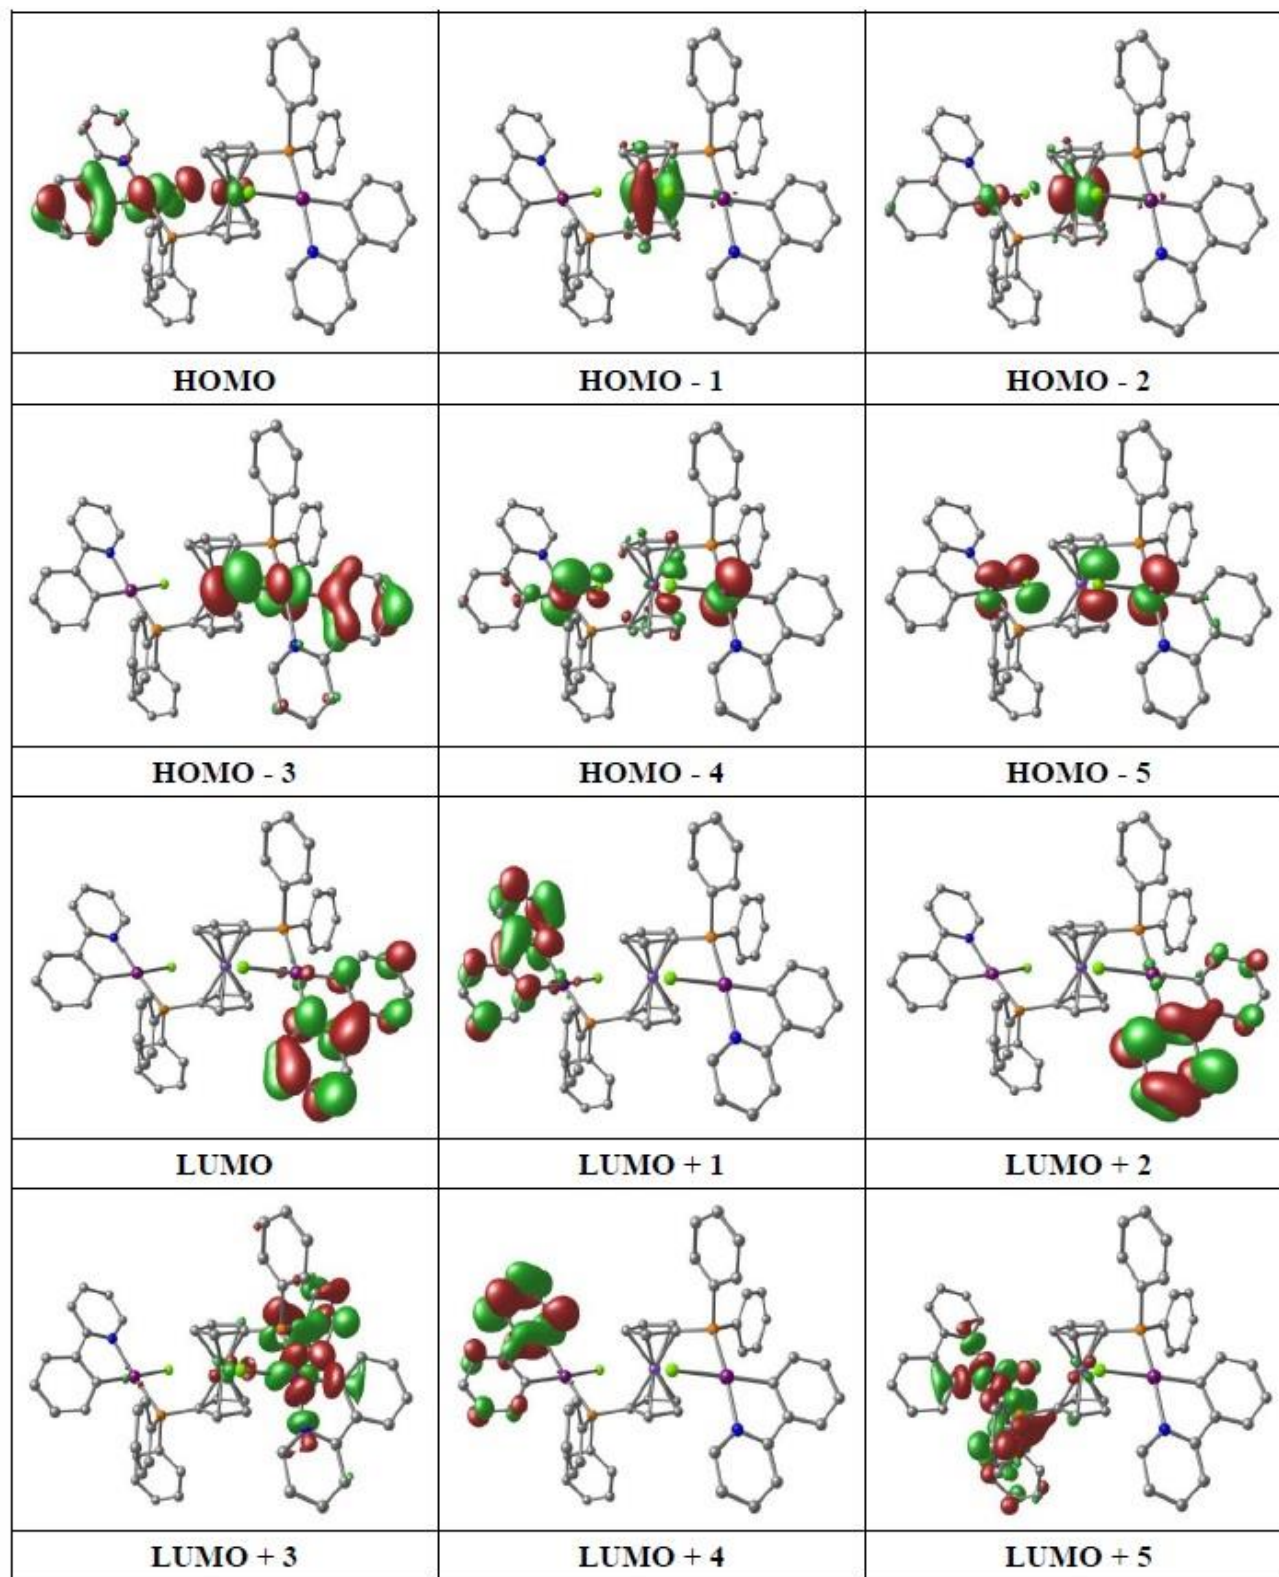 HOMO
HOMO - 1
HOMO - 2
HOMO - 3
HOMO - 4
HOMO - 5
LUMO
LUMO + 1
LUMO + 2
LUMO + 3
LUMO + 4
LUMO + 5